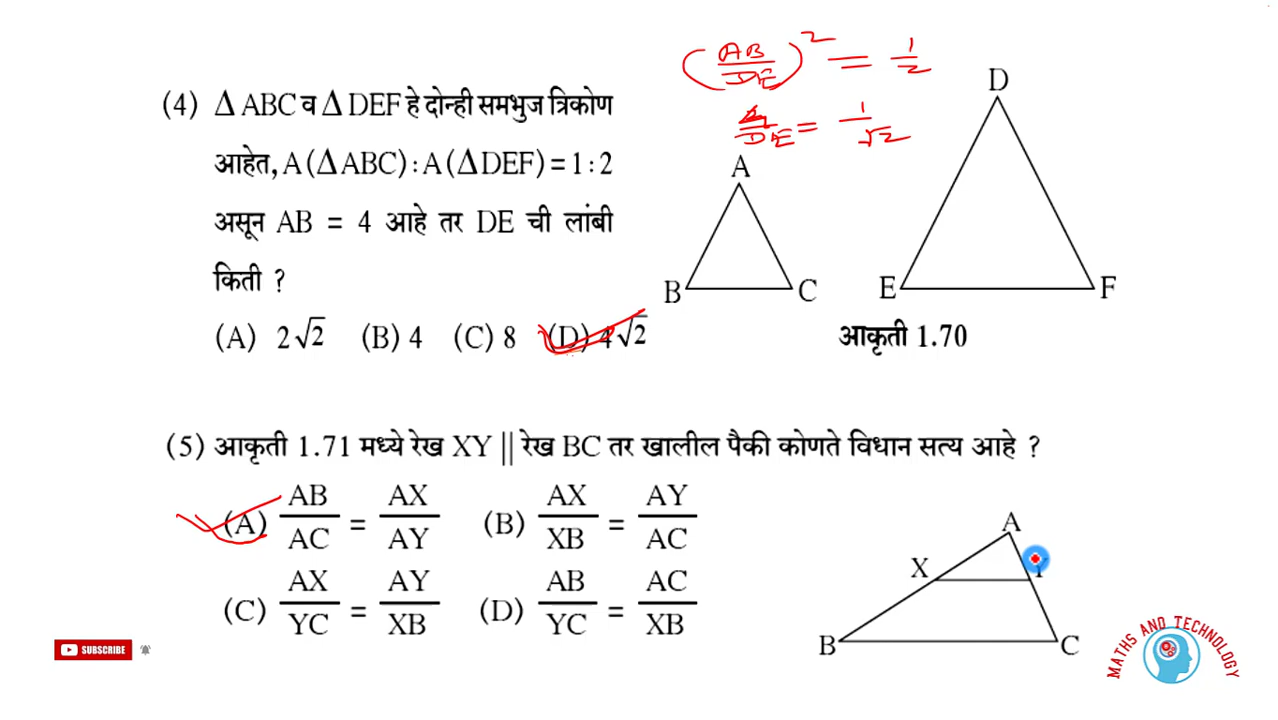 (AB/DE)² = 1/2
(4) Δ ABC व Δ DEF हे दोन्ही समभुज त्रिकोण
/DE = 1/√2
आहेत, A (Δ ABC) : A (Δ DEF) = 1 : 2
असून AB = 4 आहे तर DE ची लांबी
किती ?
(A) 2√2 (B) 4 (C) 8 (D) 4√2
A
B
C
D
E
F
आकृती 1.70
(5) आकृती 1.71 मध्ये रेख XY || रेख BC तर खालील पैकी कोणते विधान सत्य आहे ?
(A) AB/AC = AX/AY (B) AX/XB = AY/AC
(C) AX/YC = AY/XB (D) AB/YC = AC/XB
A
X
B
C
SUBSCRIBE
MATHS AND TECHNOLOGY